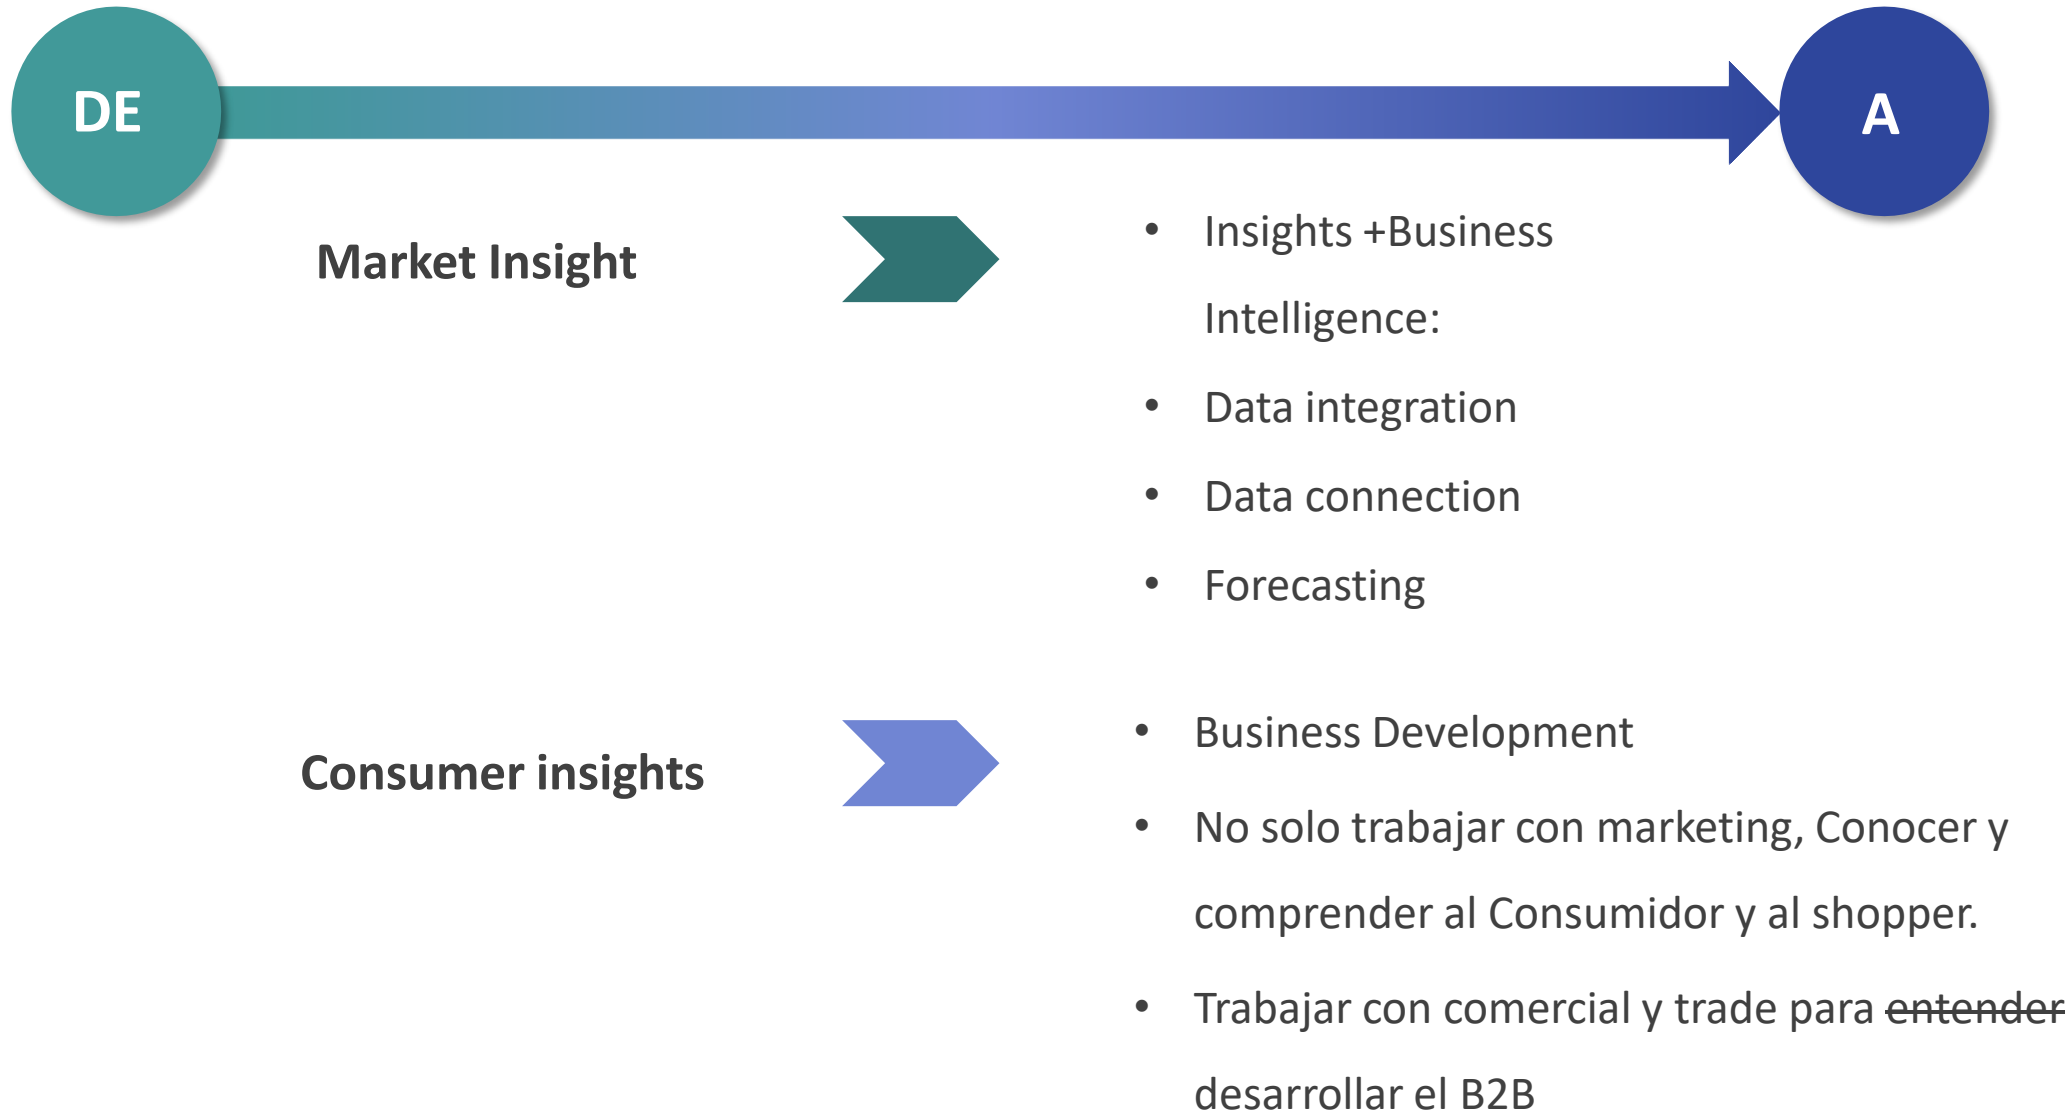 DE
A
Market Insight
• Insights +Business
Intelligence:
• Data integration
• Data connection
• Forecasting
Consumer insights
• Business Development
• No solo trabajar con marketing, Conocer y
comprender al Consumidor y al shopper.
• Trabajar con comercial y trade para entender
desarrollar el B2B